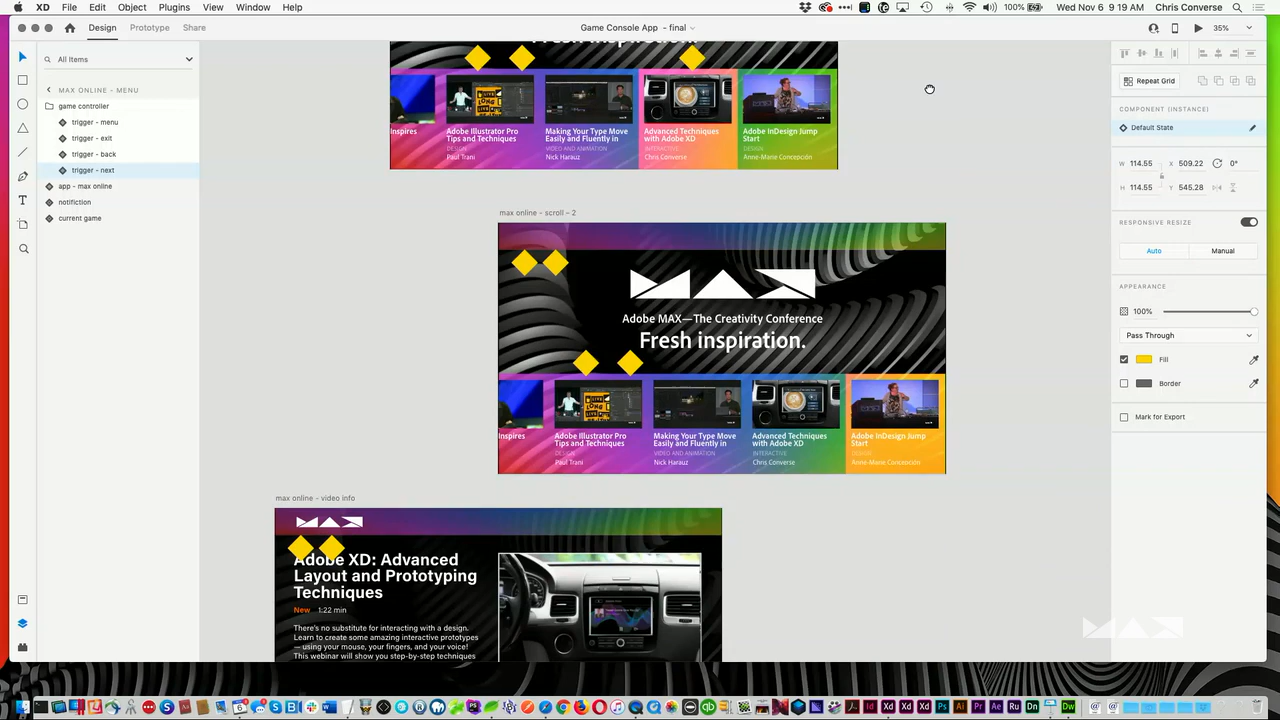 XD File Edit Object Plugins View Window Help
100% Wed Nov 6 9:19 AM Chris Converse
Design Prototype Share
Game Console App - final
35%
All Items
MAX ONLINE - MENU
game controller
trigger - menu
trigger - exit
trigger - back
trigger - next
app - max online
notifiction
current game
Fresh inspiration.
Inspires
Adobe Illustrator Pro
Tips and Techniques
DESIGN
Paul Trani
Making Your Type Move
Easily and Fluently in
VIDEO AND ANIMATION
Nick Harauz
Advanced Techniques
with Adobe XD
INTERACTIVE
Chris Converse
Adobe InDesign Jump
Start
DESIGN
Anne-Marie Concepción
max online - scroll - 2
Adobe MAX—The Creativity Conference
Fresh inspiration.
Inspires
Adobe Illustrator Pro
Tips and Techniques
DESIGN
Paul Trani
Making Your Type Move
Easily and Fluently in
VIDEO AND ANIMATION
Nick Harauz
Advanced Techniques
with Adobe XD
INTERACTIVE
Chris Converse
Adobe InDesign Jump
Start
DESIGN
Anne-Marie Concepción
max online - video info
MAX
Adobe XD: Advanced
Layout and Prototyping
Techniques
New 1:22 min
There's no substitute for interacting with a design.
Learn to create some amazing interactive prototypes
— using your mouse, your fingers, and your voice!
This webinar will show you step-by-step techniques
Repeat Grid
COMPONENT (INSTANCE)
Default State
W 114.55 X 509.22 0°
H 114.55 Y 545.28
RESPONSIVE RESIZE
Auto Manual
APPEARANCE
100%
Pass Through
Fill
Border
Mark for Export